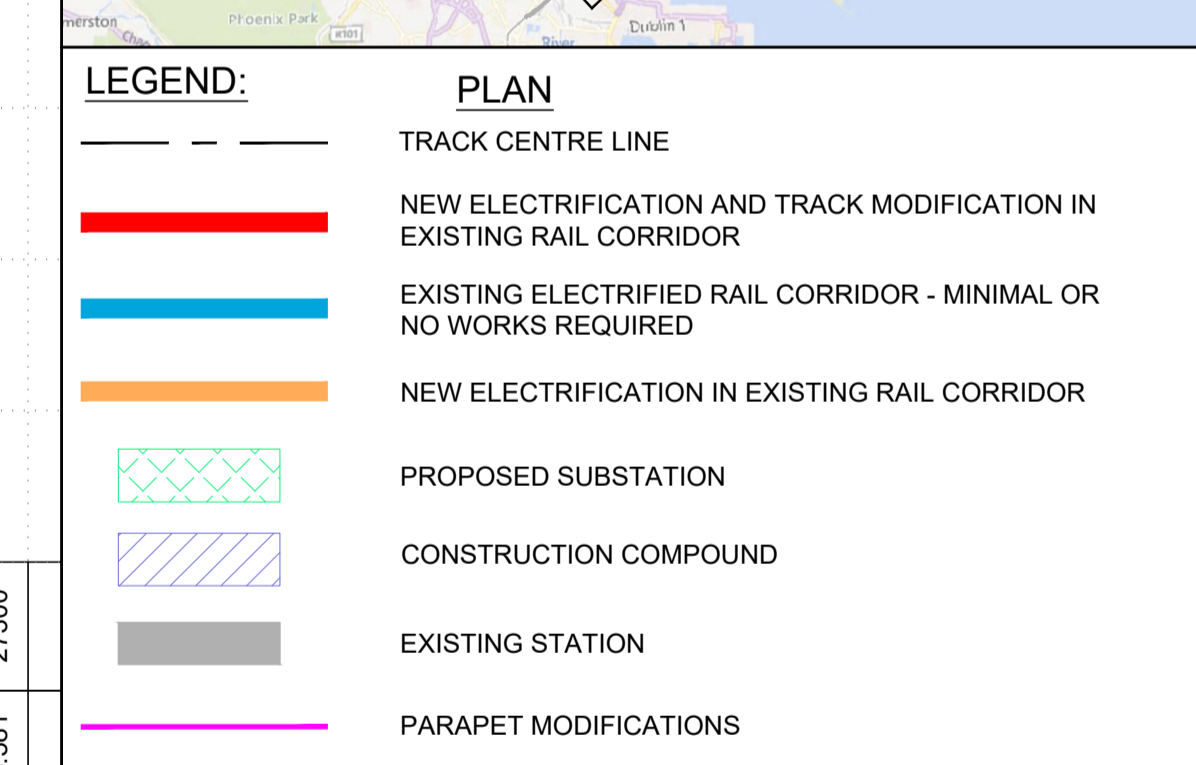 Phoenix Park
R101
Dublin 1
River
LEGEND:
PLAN
TRACK CENTRE LINE
NEW ELECTRIFICATION AND TRACK MODIFICATION IN
EXISTING RAIL CORRIDOR
EXISTING ELECTRIFIED RAIL CORRIDOR - MINIMAL OR
NO WORKS REQUIRED
NEW ELECTRIFICATION IN EXISTING RAIL CORRIDOR
PROPOSED SUBSTATION
CONSTRUCTION COMPOUND
EXISTING STATION
PARAPET MODIFICATIONS